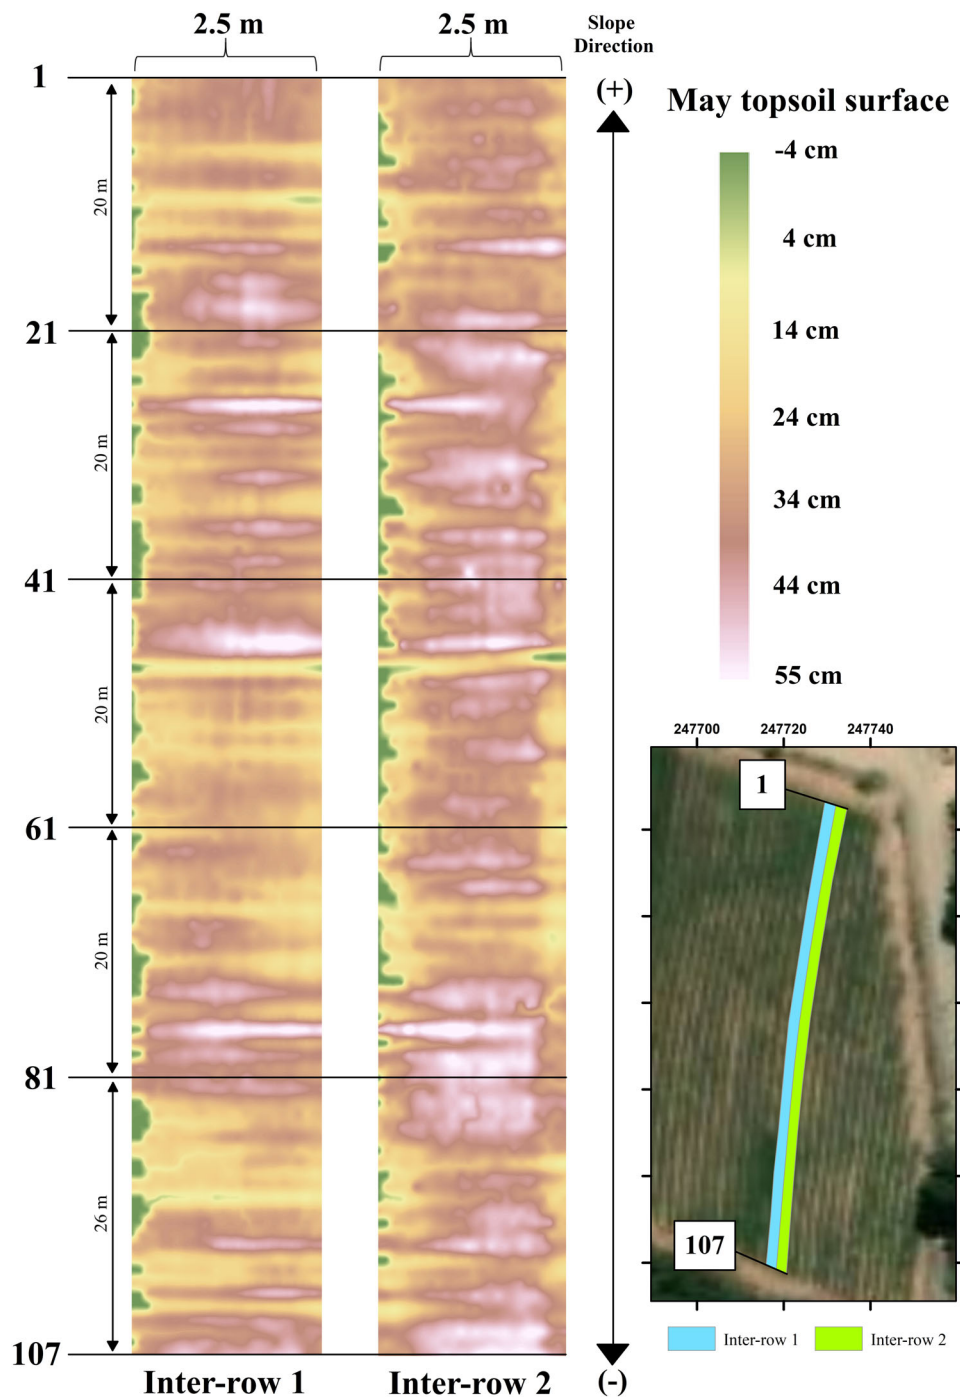 2.5 m
2.5 m
Slope
Direction
1
(+)
May topsoil surface
-4 cm
20 m
4 cm
14 cm
21
24 cm
20 m
34 cm
41
44 cm
55 cm
20 m
247700 247720 247740
1
61
20 m
81
26 m
107
107
Inter-row 1
Inter-row 2
Inter-row 1
Inter-row 2
(-)